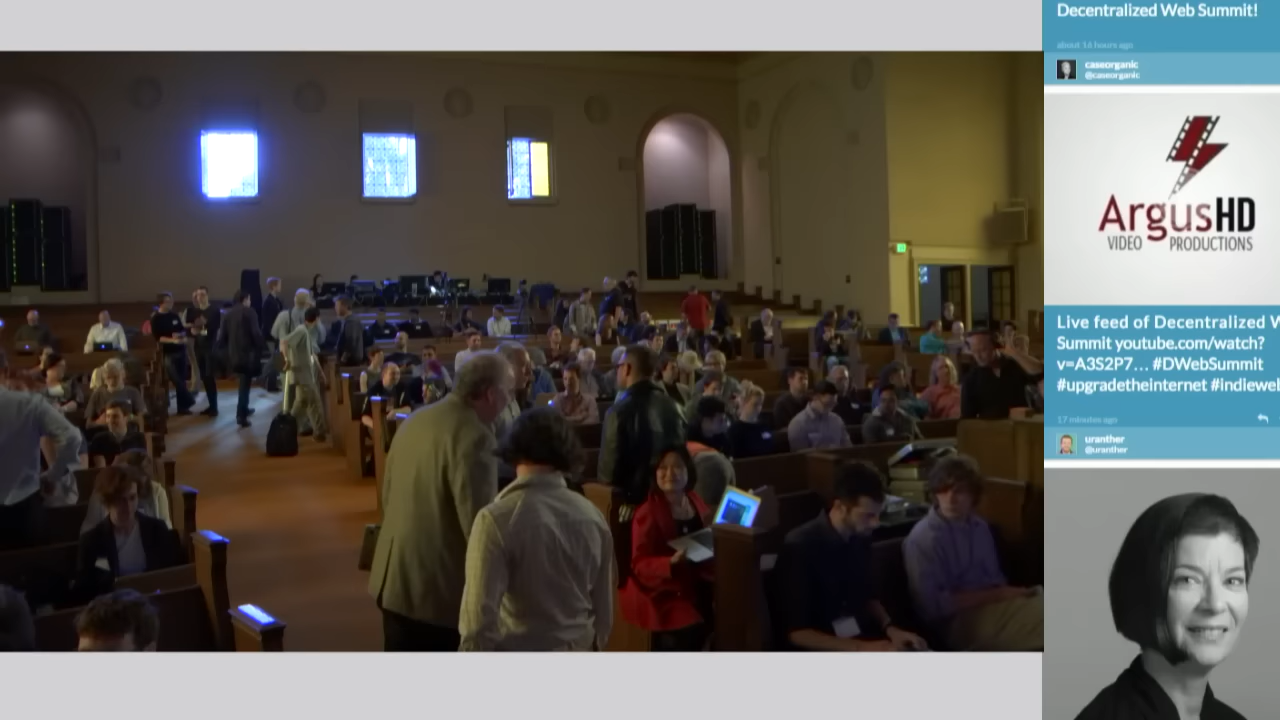 Decentralized Web Summit!
about 16 hours ago
caseorganic
@caseorganic
ArgusHD
VIDEO PRODUCTIONS
Live feed of Decentralized W
Summit youtube.com/watch?
v=A3S2P7… #DWebSummit
#upgradetheinternet #indieweb
17 minutes ago
uranther
@uranther